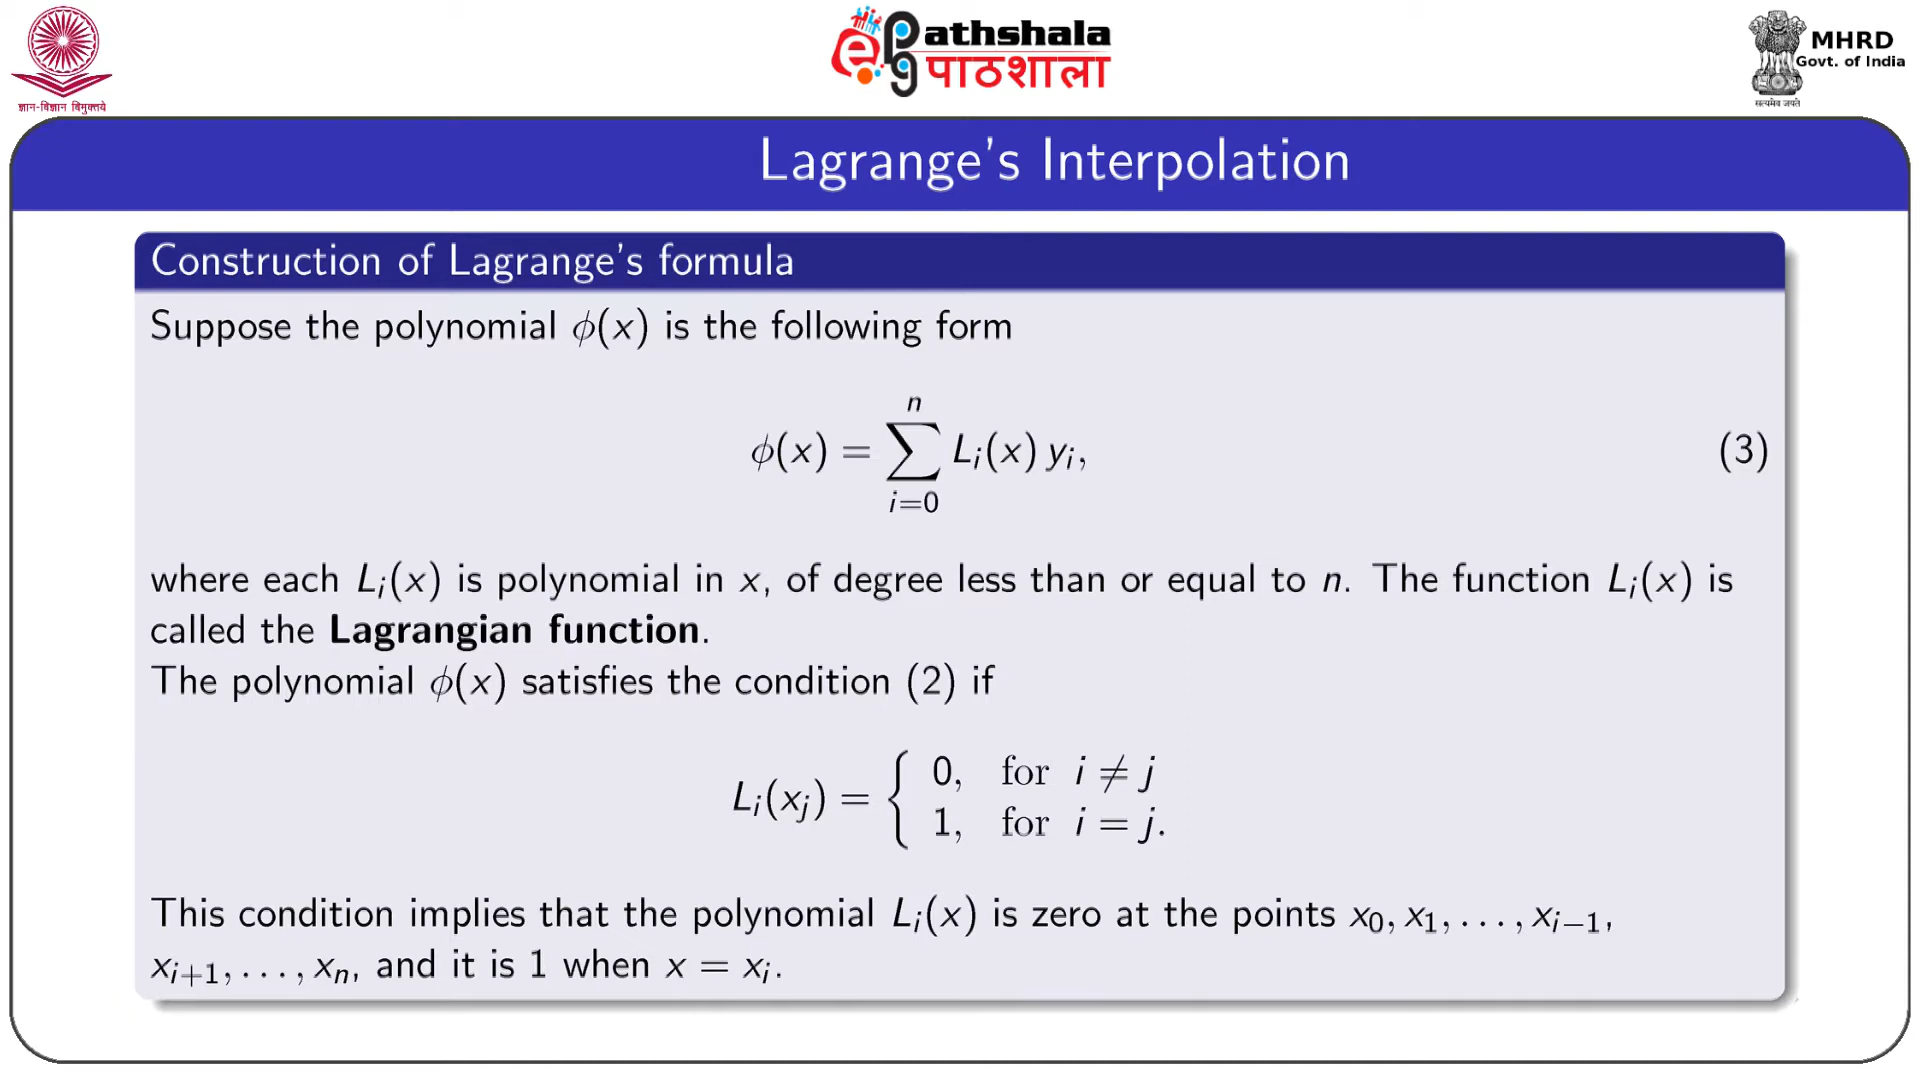 ज्ञान-विज्ञान विमुक्तये
ePathshala
पाठशाला
MHRD
Govt. of India
सत्यमेव जयते
Lagrange's Interpolation
Construction of Lagrange's formula
Suppose the polynomial ϕ(x) is the following form
ϕ(x) = ∑_{i=0}^{n} L_i(x) y_i, (3)
where each L_i(x) is polynomial in x, of degree less than or equal to n. The function L_i(x) is
called the Lagrangian function.
The polynomial ϕ(x) satisfies the condition (2) if
L_i(x_j) = { 0, for i ≠ j
1, for i = j.
This condition implies that the polynomial L_i(x) is zero at the points x_0, x_1, . . . , x_{i−1},
x_{i+1}, . . . , x_n, and it is 1 when x = x_i.